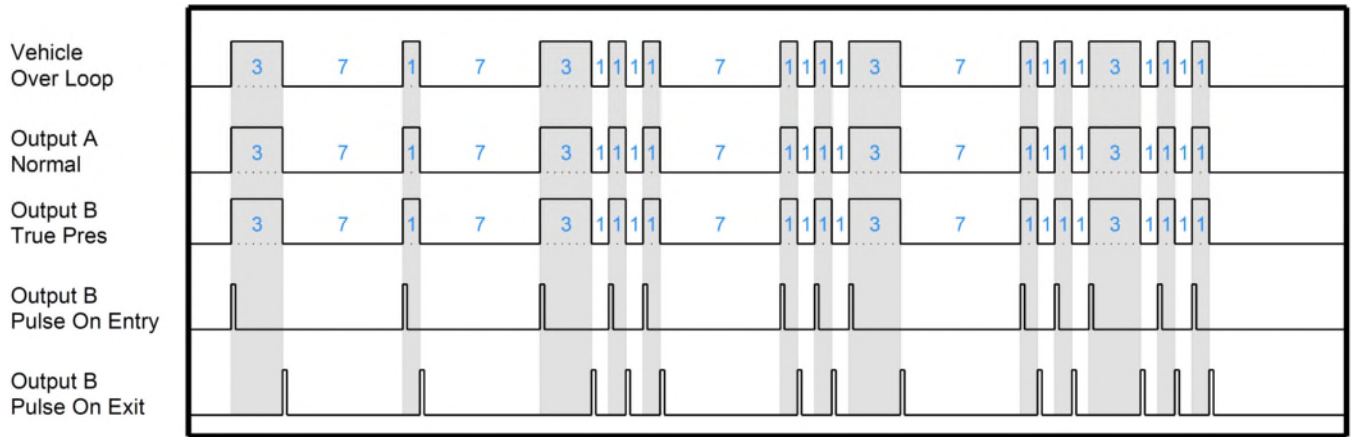 Vehicle
Over Loop
3 7 1 7 3 1 1 1 1 7 1 1 1 1 3 7 1 1 1 1 3 1 1 1 1
Output A
Normal
3 7 1 7 3 1 1 1 1 7 1 1 1 1 3 7 1 1 1 1 3 1 1 1 1
Output B
True Pres
3 7 1 7 3 1 1 1 1 7 1 1 1 1 3 7 1 1 1 1 3 1 1 1 1
Output B
Pulse On Entry
Output B
Pulse On Exit